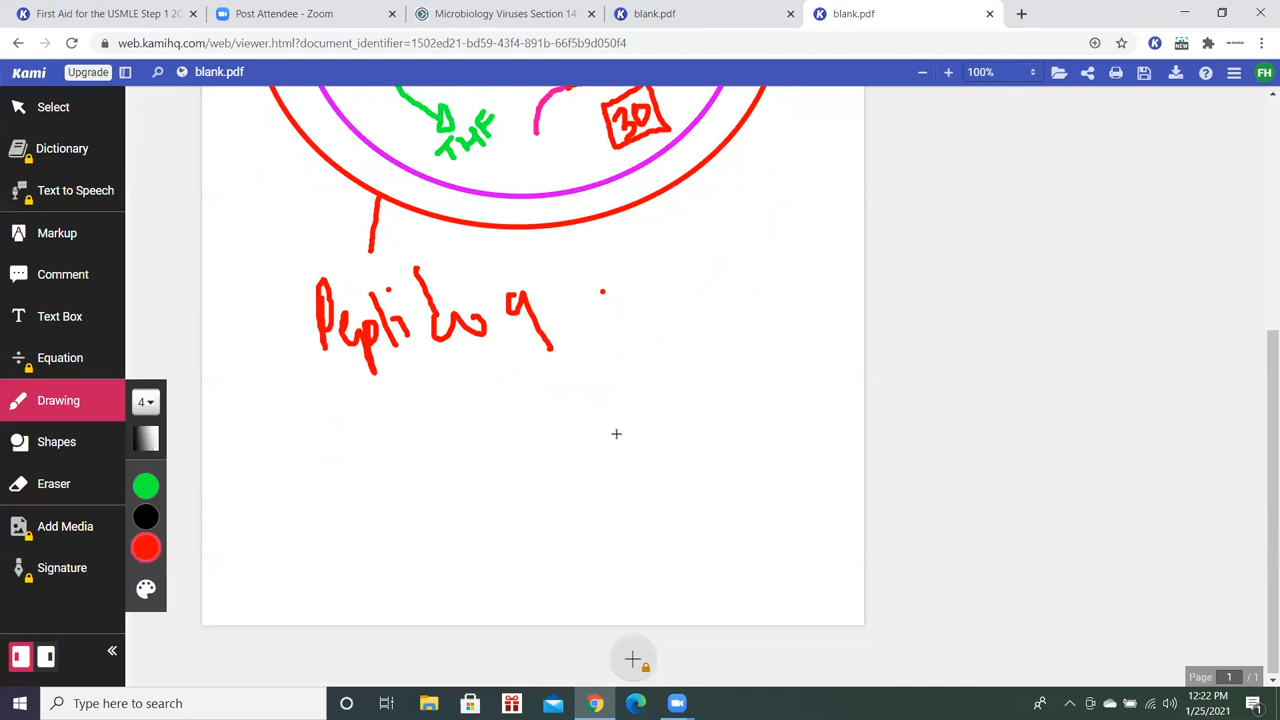 First Aid for the USMLE Step 1 20
Post Attendee - Zoom
Microbiology Viruses Section 14
blank.pdf
blank.pdf
web.kamihq.com/web/viewer.html?document_identifier=1502ed21-bd59-43f4-891b-66f5b9d050f4
Kami
Upgrade
blank.pdf
100%
FH
Select
Dictionary
Text to Speech
Markup
Comment
Text Box
Equation
Drawing
Shapes
Eraser
Add Media
Signature
4
THF
30
Page 1 / 1
Type here to search
12:22 PM
1/25/2021